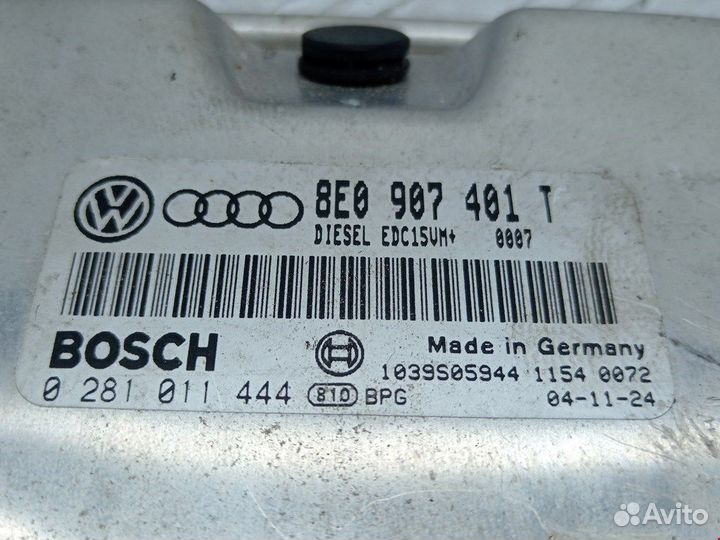 8E0 907 401 T
DIESEL EDC15VM+ 0007
BOSCH
Made in Germany
1039S05944 1154 0072
0 281 011 444 810 BPG 04-11-24
Avito